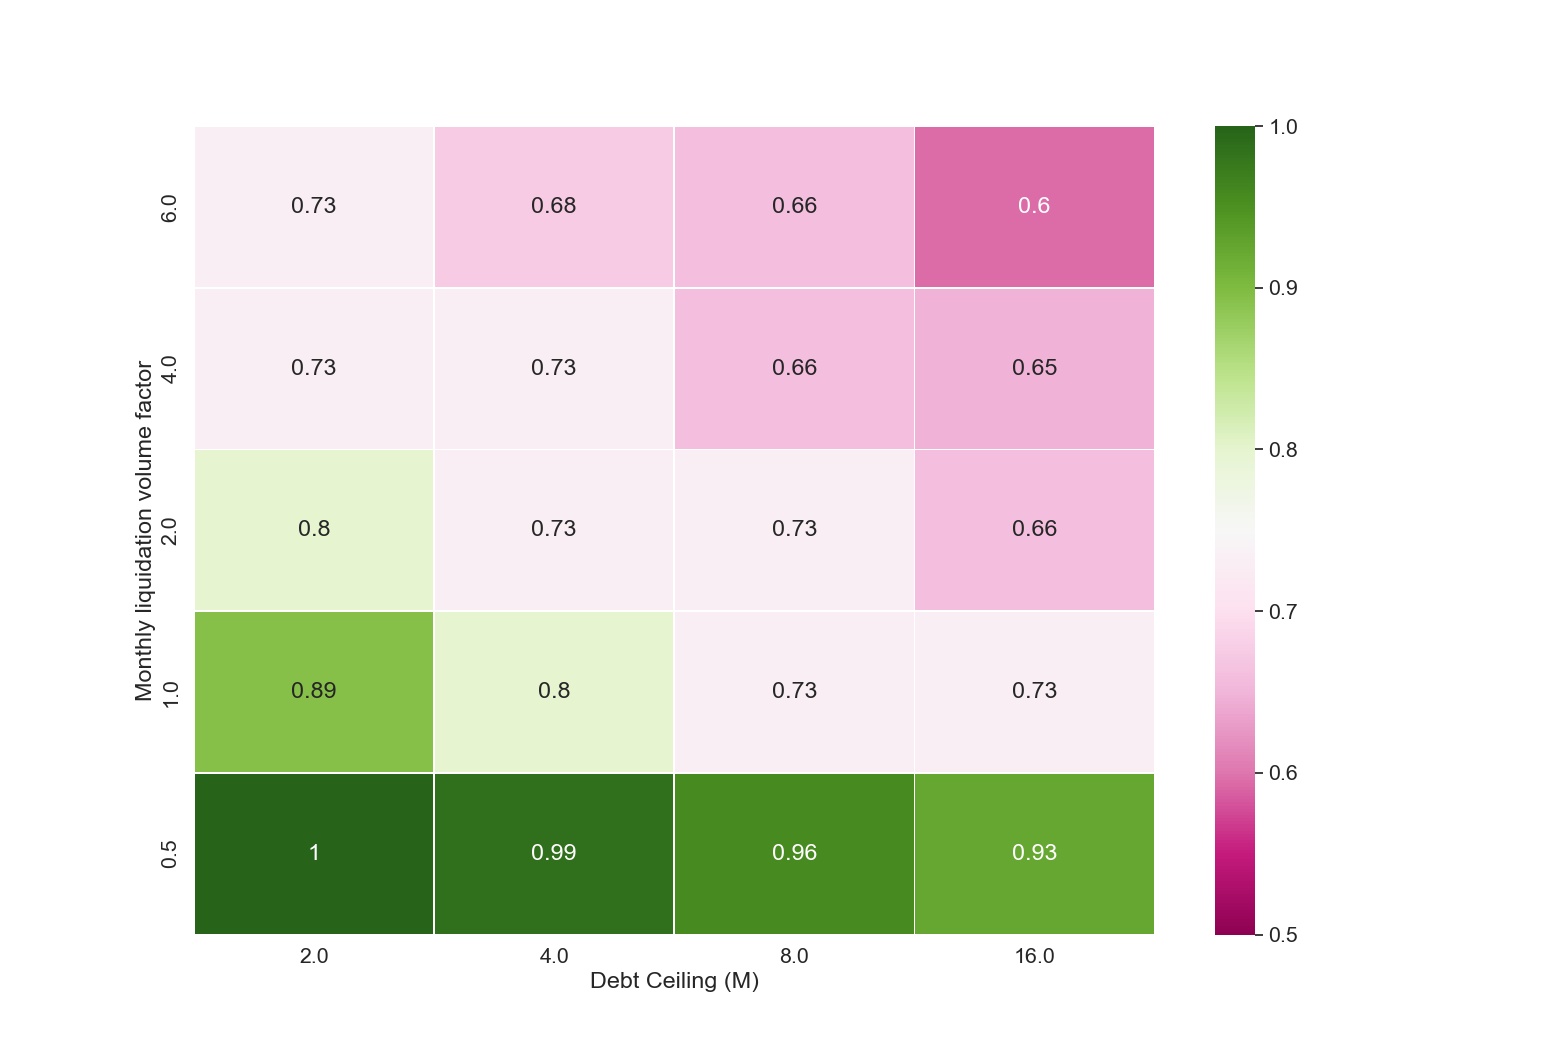 1.0
6.0 0.73 0.68 0.66 0.6
0.9
4.0 0.73 0.73 0.66 0.65
0.8
Monthly liquidation volume factor
2.0 0.8 0.73 0.73 0.66
0.7
1.0 0.89 0.8 0.73 0.73
0.6
0.5 1 0.99 0.96 0.93
0.5
2.0 4.0 8.0 16.0
Debt Ceiling (M)